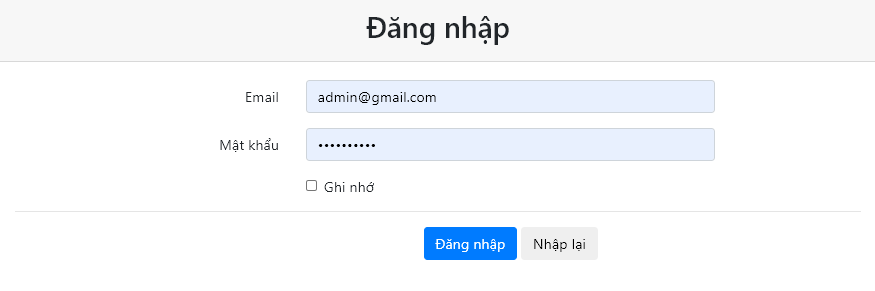 Đăng nhập
Email admin@gmail.com
Mật khẩu ••••••••••
Ghi nhớ
Đăng nhập Nhập lại